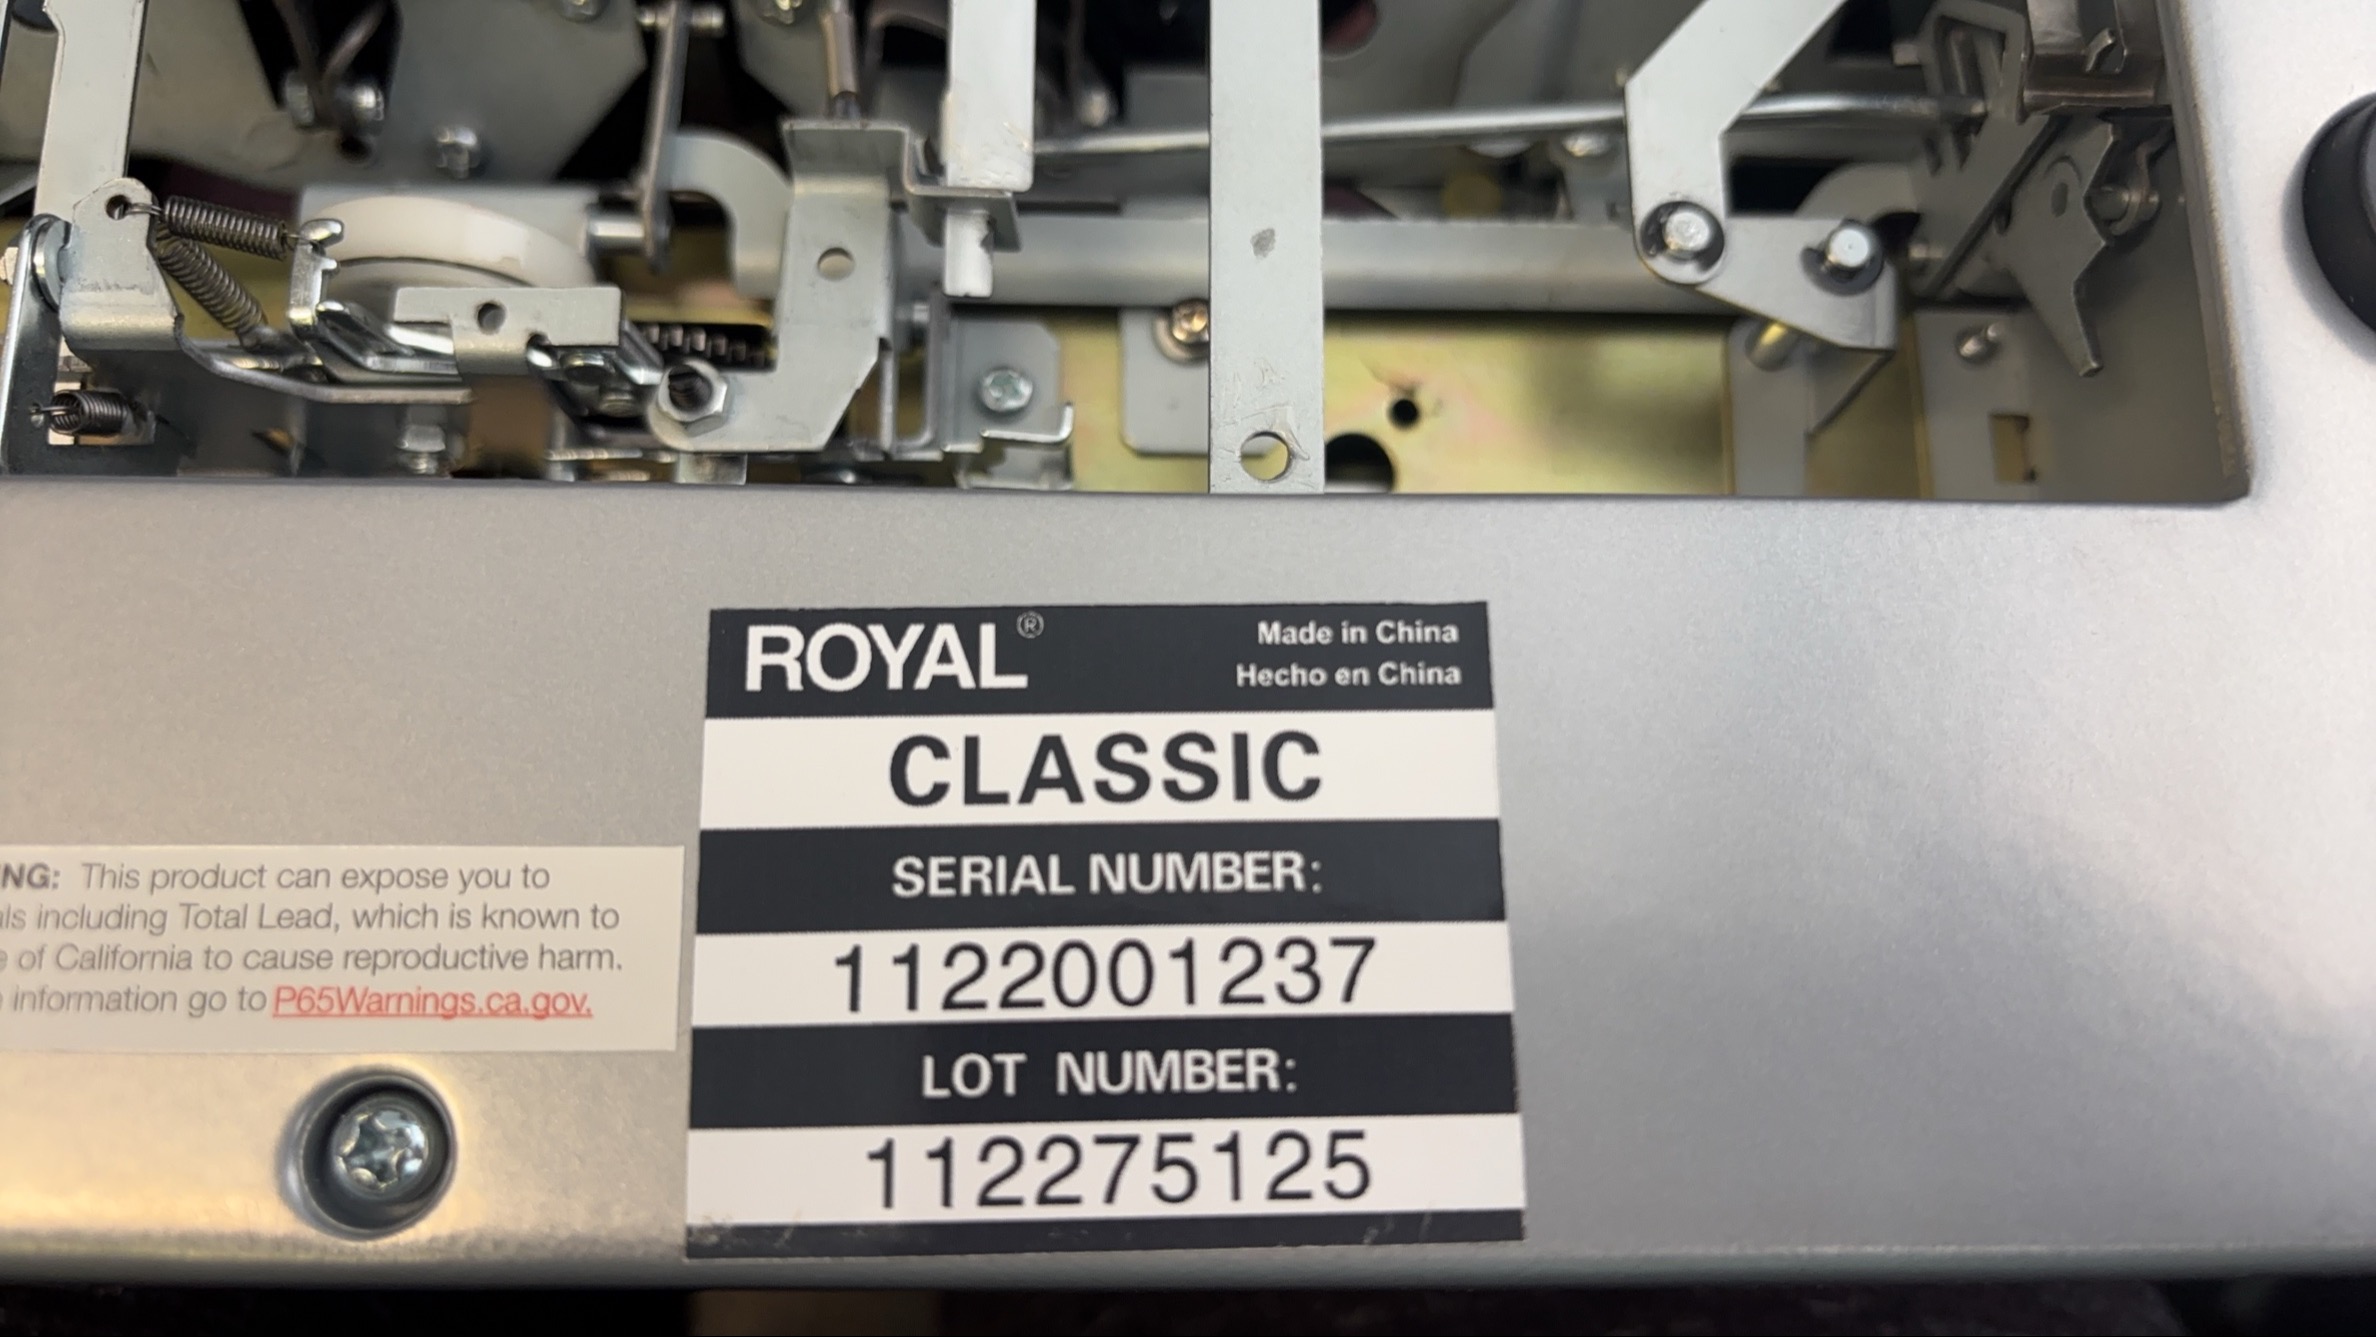 ROYAL®
Made in China
Hecho en China
CLASSIC
SERIAL NUMBER:
1122001237
LOT NUMBER:
112275125
NG: This product can expose you to
ls including Total Lead, which is known to
e of California to cause reproductive harm.
information go to P65Warnings.ca.gov.